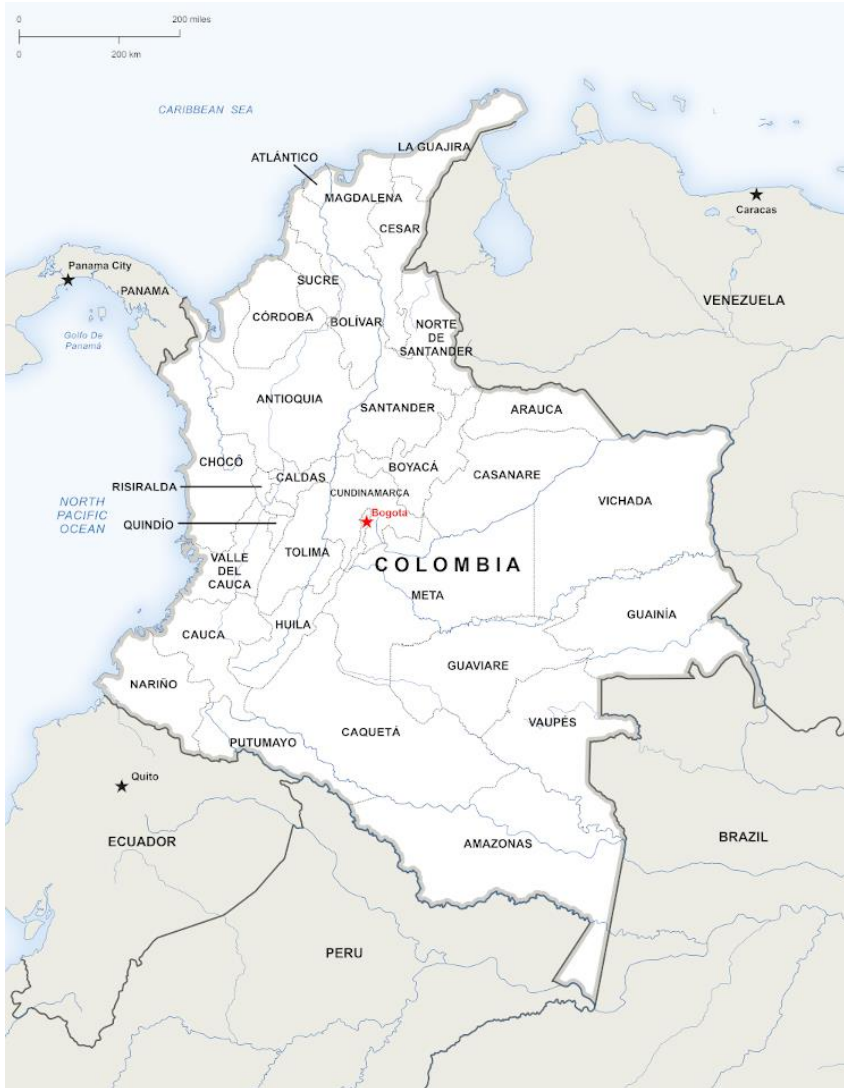 0 200 miles
0 200 km
CARIBBEAN SEA
LA GUAJIRA
ATLÁNTICO
MAGDALENA
CESAR
Caracas
Panama City
PANAMA
SUCRE
VENEZUELA
CÓRDOBA
BOLÍVAR
NORTE
DE
SANTANDER
Golfo De
Panamá
ANTIOQUIA
SANTANDER
ARAUCA
CHOCÓ
BOYACÁ
CALDAS
CASANARE
RISIRALDA
CUNDINAMARCA
NORTH
PACIFIC
OCEAN
VICHADA
Bogota
QUINDÍO
TOLIMA
VALLE
DEL
CAUCA
COLOMBIA
META
GUAINÍA
HUILA
CAUCA
GUAVIARE
NARIÑO
VAUPÉS
CAQUETÁ
PUTUMAYO
Quito
ECUADOR
AMAZONAS
BRAZIL
PERU